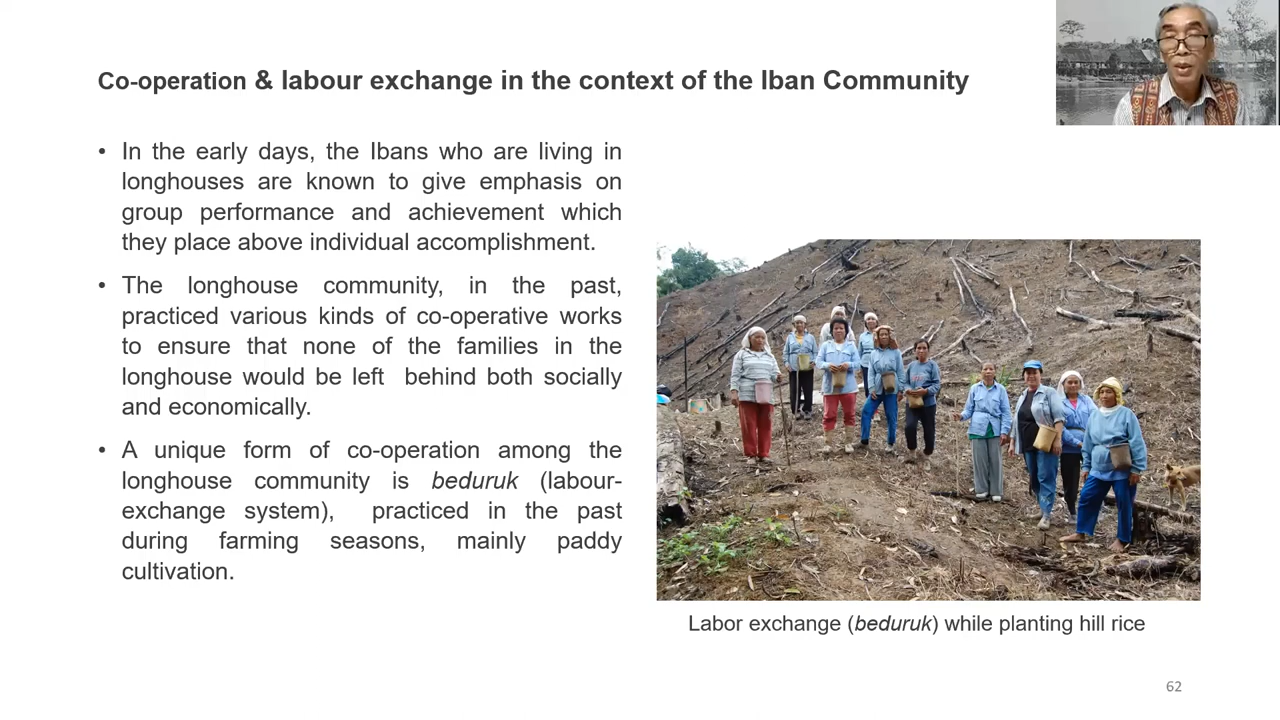 Co-operation & labour exchange in the context of the Iban Community
• In the early days, the Ibans who are living in
longhouses are known to give emphasis on
group performance and achievement which
they place above individual accomplishment.
• The longhouse community, in the past,
practiced various kinds of co-operative works
to ensure that none of the families in the
longhouse would be left behind both socially
and economically.
• A unique form of co-operation among the
longhouse community is beduruk (labour-
exchange system), practiced in the past
during farming seasons, mainly paddy
cultivation.
Labor exchange (beduruk) while planting hill rice
62